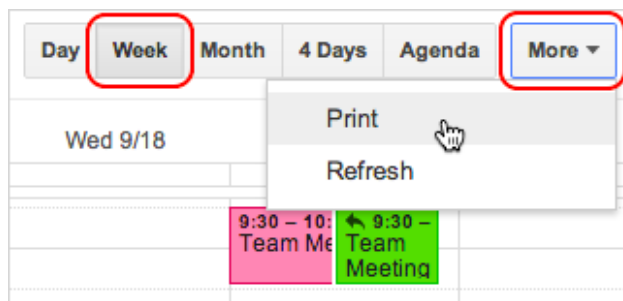 Day Week Month 4 Days Agenda More
Print
Wed 9/18
Refresh
9:30 – 10:
Team Me
9:30 –
Team
Meeting